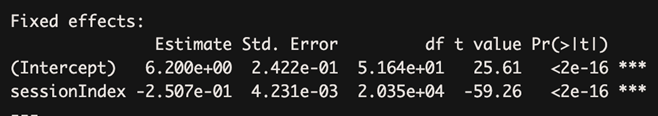 Fixed effects:
Estimate Std. Error df t value Pr(>|t|)
(Intercept) 6.200e+00 2.422e-01 5.164e+01 25.61 <2e-16 ***
sessionIndex -2.507e-01 4.231e-03 2.035e+04 -59.26 <2e-16 ***
---